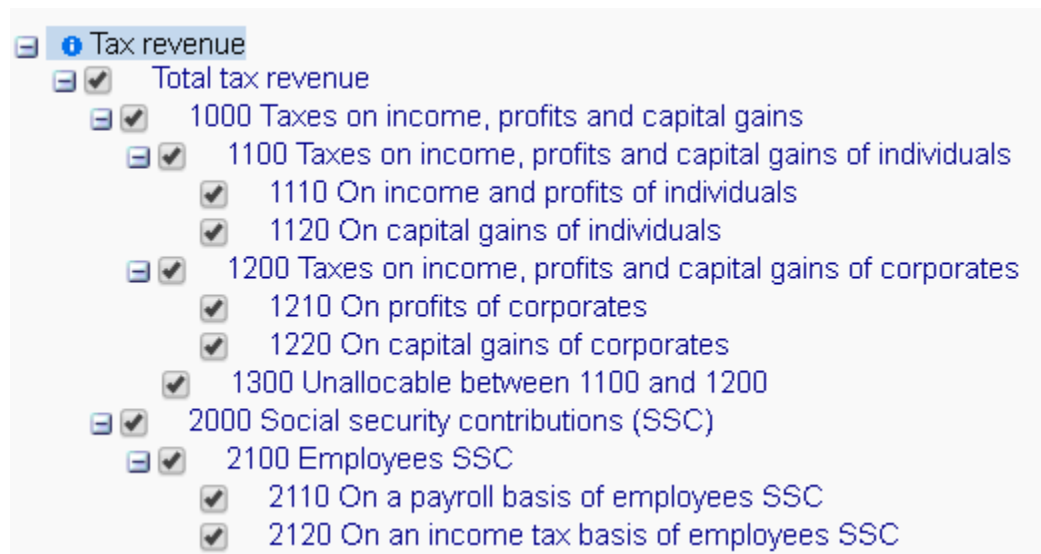 Tax revenue
Total tax revenue
1000 Taxes on income, profits and capital gains
1100 Taxes on income, profits and capital gains of individuals
1110 On income and profits of individuals
1120 On capital gains of individuals
1200 Taxes on income, profits and capital gains of corporates
1210 On profits of corporates
1220 On capital gains of corporates
1300 Unallocable between 1100 and 1200
2000 Social security contributions (SSC)
2100 Employees SSC
2110 On a payroll basis of employees SSC
2120 On an income tax basis of employees SSC